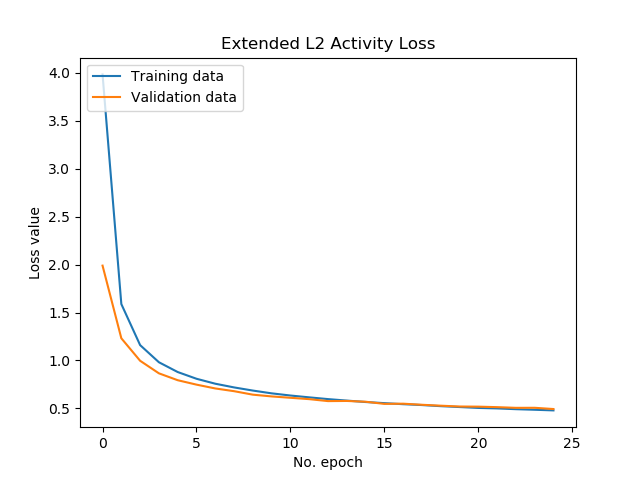 Extended L2 Activity Loss
Training data
Validation data
4.0
3.5
3.0
2.5
2.0
1.5
1.0
0.5
Loss value
0 5 10 15 20 25
No. epoch